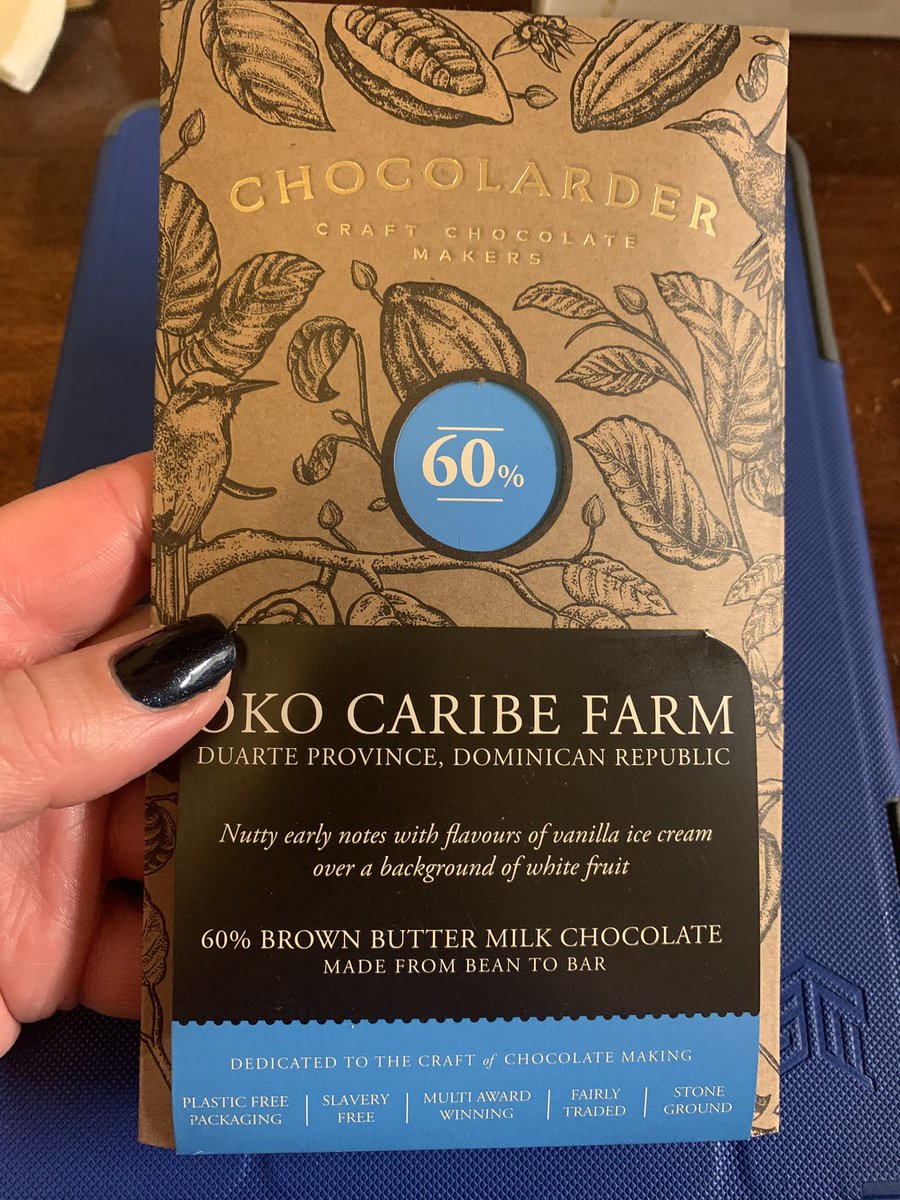 CHOCOLARDER
CRAFT CHOCOLATE
MAKERS
60%
OKO CARIBE FARM
DUARTE PROVINCE, DOMINICAN REPUBLIC
Nutty early notes with flavours of vanilla ice cream
over a background of white fruit
60% BROWN BUTTER MILK CHOCOLATE
MADE FROM BEAN TO BAR
DEDICATED TO THE CRAFT of CHOCOLATE MAKING
PLASTIC FREE
PACKAGING
SLAVERY
FREE
MULTI AWARD
WINNING
FAIRLY
TRADED
STONE
GROUND